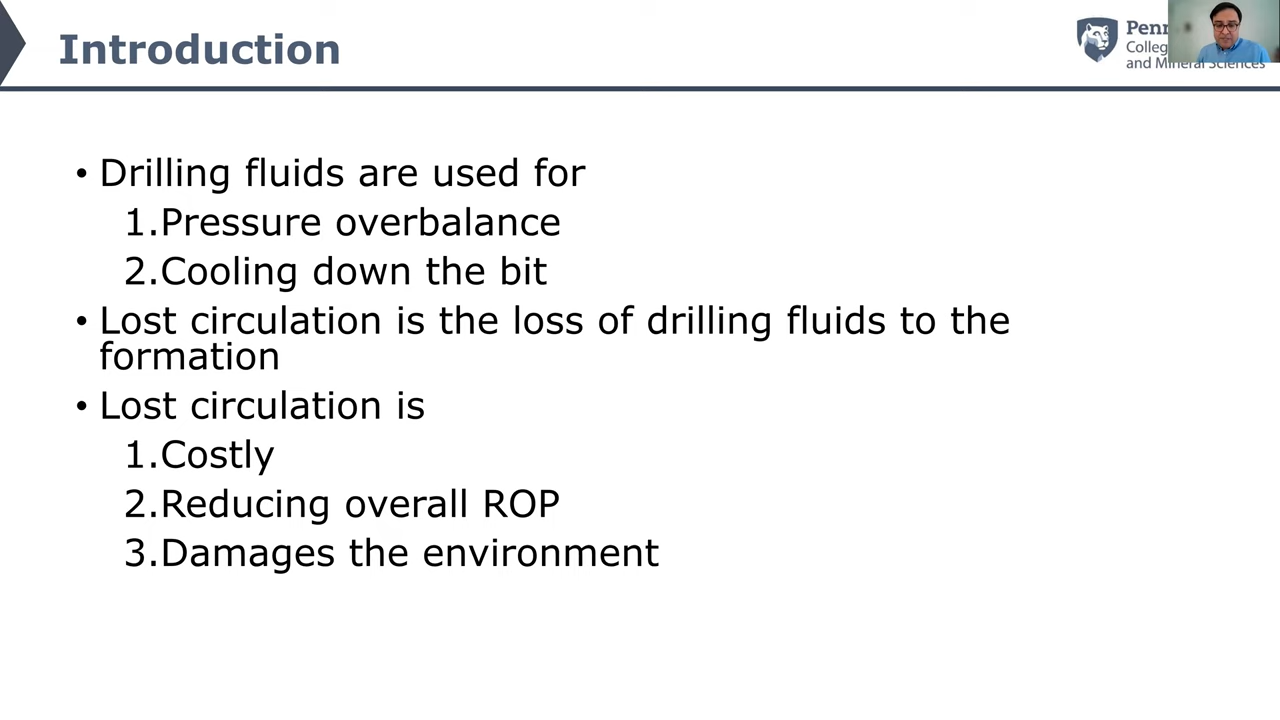 Introduction
Penn
College
and Mineral Sciences
• Drilling fluids are used for
1.Pressure overbalance
2.Cooling down the bit
• Lost circulation is the loss of drilling fluids to the
formation
• Lost circulation is
1.Costly
2.Reducing overall ROP
3.Damages the environment